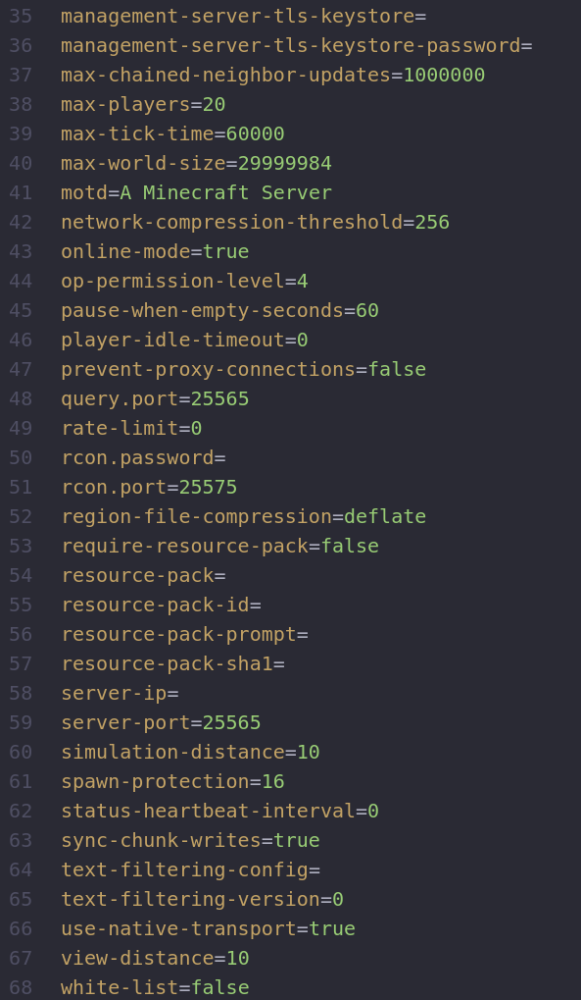 35 management-server-tls-keystore=
36 management-server-tls-keystore-password=
37 max-chained-neighbor-updates=1000000
38 max-players=20
39 max-tick-time=60000
40 max-world-size=29999984
41 motd=A Minecraft Server
42 network-compression-threshold=256
43 online-mode=true
44 op-permission-level=4
45 pause-when-empty-seconds=60
46 player-idle-timeout=0
47 prevent-proxy-connections=false
48 query.port=25565
49 rate-limit=0
50 rcon.password=
51 rcon.port=25575
52 region-file-compression=deflate
53 require-resource-pack=false
54 resource-pack=
55 resource-pack-id=
56 resource-pack-prompt=
57 resource-pack-sha1=
58 server-ip=
59 server-port=25565
60 simulation-distance=10
61 spawn-protection=16
62 status-heartbeat-interval=0
63 sync-chunk-writes=true
64 text-filtering-config=
65 text-filtering-version=0
66 use-native-transport=true
67 view-distance=10
68 white-list=false